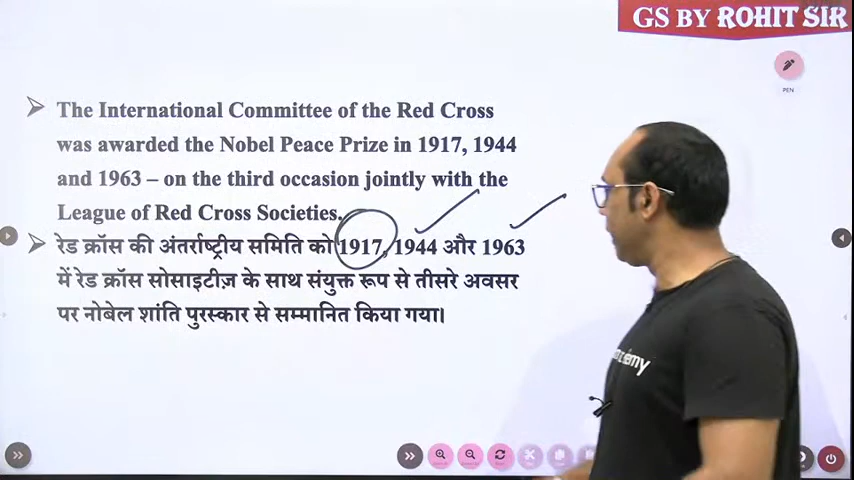 GS BY ROHIT SIR
PEN
The International Committee of the Red Cross
was awarded the Nobel Peace Prize in 1917, 1944
and 1963 – on the third occasion jointly with the
League of Red Cross Societies.
रेड क्रॉस की अंतर्राष्ट्रीय समिति को 1917, 1944 और 1963
में रेड क्रॉस सोसाइटीज़ के साथ संयुक्त रूप से तीसरे अवसर
पर नोबेल शांति पुरस्कार से सम्मानित किया गया।